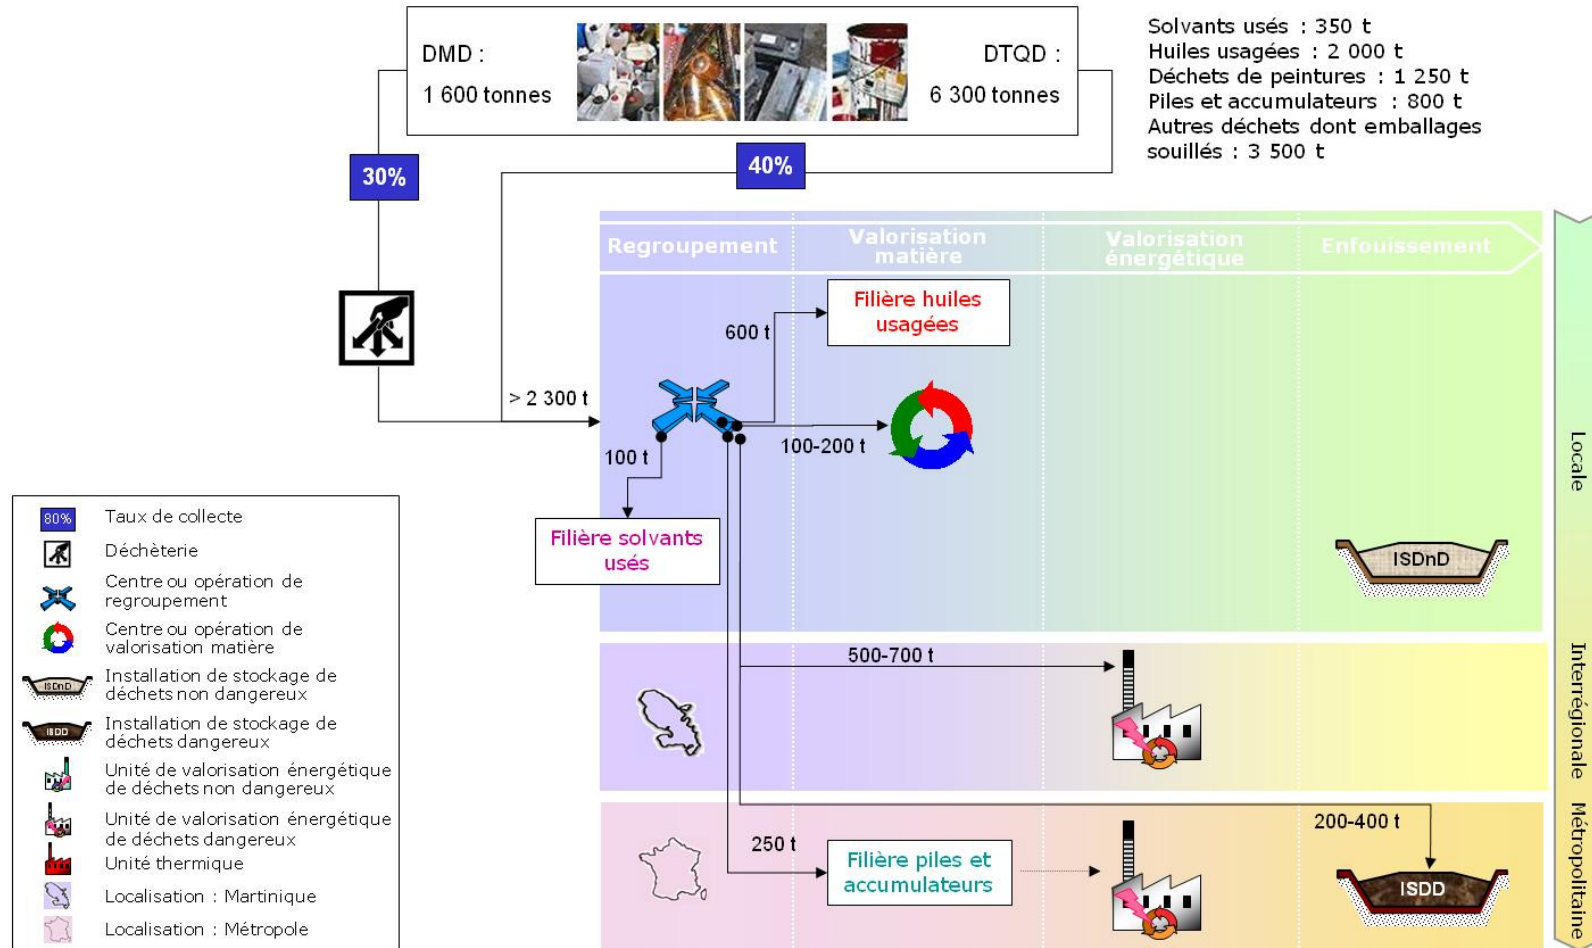 DMD :
1 600 tonnes
DTQD :
6 300 tonnes
Solvants usés : 350 t
Huiles usagées : 2 000 t
Déchets de peintures : 1 250 t
Piles et accumulateurs : 800 t
Autres déchets dont emballages
souillés : 3 500 t
30%
40%
Regroupement
Valorisation
matière
Valorisation
énergétique
Enfouissement
Filière huiles
usagées
600 t
> 2 300 t
100-200 t
100 t
Filière solvants
usés
ISDnD
Locale
500-700 t
Interrégionale
250 t
Filière piles et
accumulateurs
200-400 t
ISDD
Métropolitaine
80%
Taux de collecte
Déchèterie
Centre ou opération de
regroupement
Centre ou opération de
valorisation matière
ISDnD
Installation de stockage de
déchets non dangereux
ISDD
Installation de stockage de
déchets dangereux
Unité de valorisation énergétique
de déchets non dangereux
Unité de valorisation énergétique
de déchets dangereux
Unité thermique
Localisation : Martinique
Localisation : Métropole